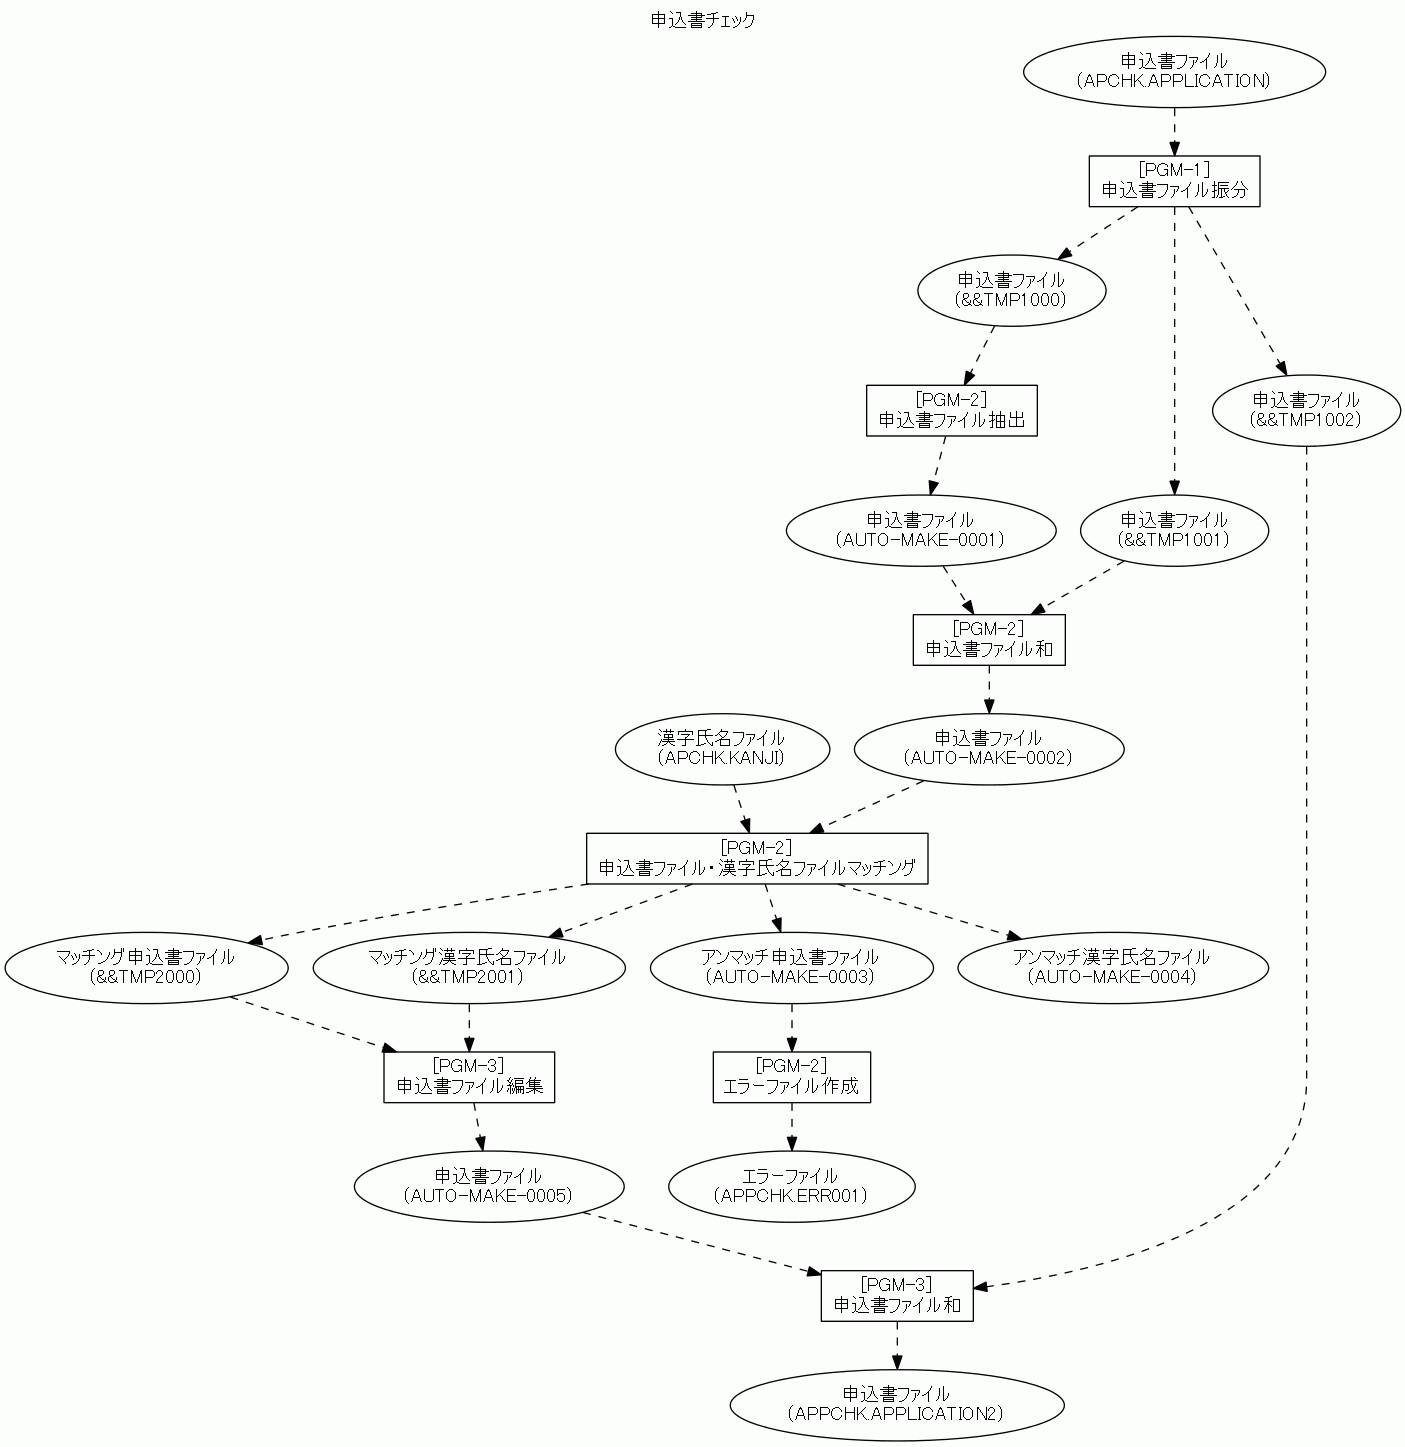 申込書チェック
申込書ファイル
(APCHK.APPLICATION)
[PGM-1]
申込書ファイル振分
申込書ファイル
(&&TMP1000)
[PGM-2]
申込書ファイル抽出
申込書ファイル
(&&TMP1002)
申込書ファイル
(AUTO-MAKE-0001)
申込書ファイル
(&&TMP1001)
[PGM-2]
申込書ファイル和
漢字氏名ファイル
(APCHK.KANJI)
申込書ファイル
(AUTO-MAKE-0002)
[PGM-2]
申込書ファイル・漢字氏名ファイルマッチング
マッチング申込書ファイル
(&&TMP2000)
マッチング漢字氏名ファイル
(&&TMP2001)
アンマッチ申込書ファイル
(AUTO-MAKE-0003)
アンマッチ漢字氏名ファイル
(AUTO-MAKE-0004)
[PGM-3]
申込書ファイル編集
[PGM-2]
エラーファイル作成
申込書ファイル
(AUTO-MAKE-0005)
エラーファイル
(APPCHK.ERR001)
[PGM-3]
申込書ファイル和
申込書ファイル
(APPCHK.APPLICATION2)